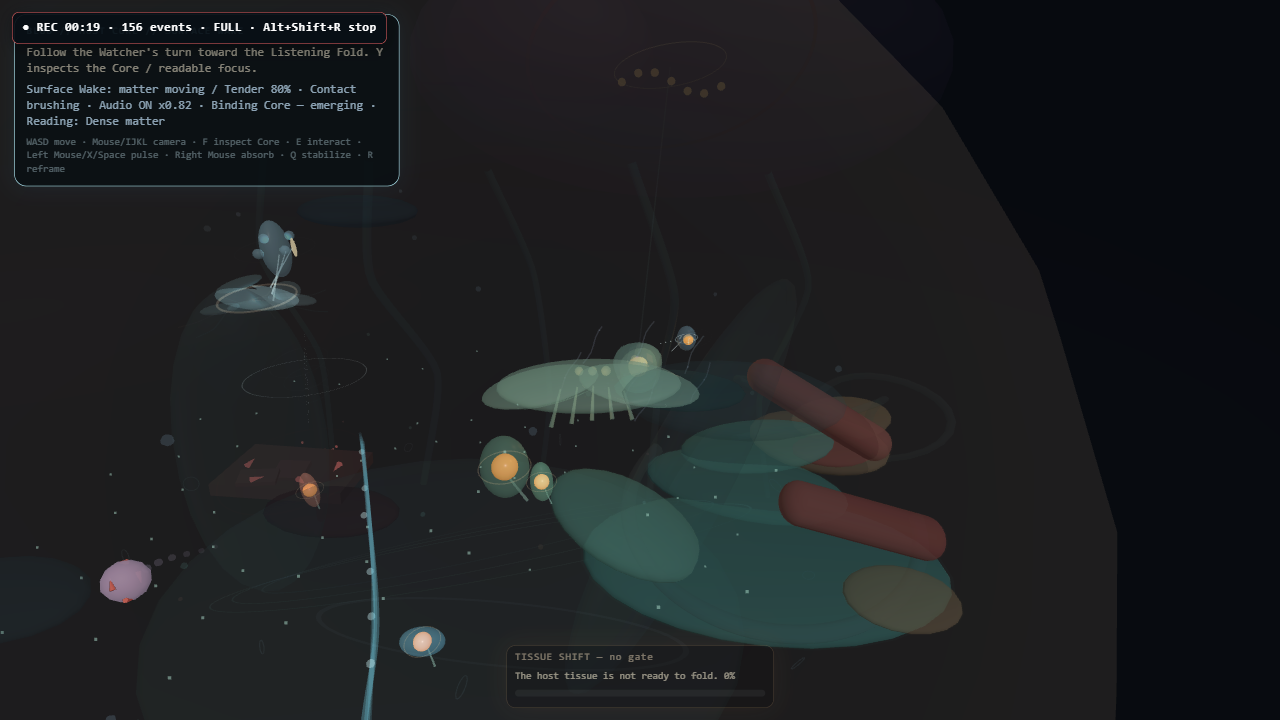 ● REC 00:19 · 156 events · FULL · Alt+Shift+R stop
Follow the Watcher's turn toward the Listening Fold. Y
inspects the Core / readable focus.
Surface Wake: matter moving / Tender 80% · Contact
brushing · Audio ON x0.82 · Binding Core — emerging ·
Reading: Dense matter
WASD move · Mouse/IJKL camera · F inspect Core · E interact ·
Left Mouse/X/Space pulse · Right Mouse absorb · Q stabilize · R
reframe
TISSUE SHIFT — no gate
The host tissue is not ready to fold. 0%